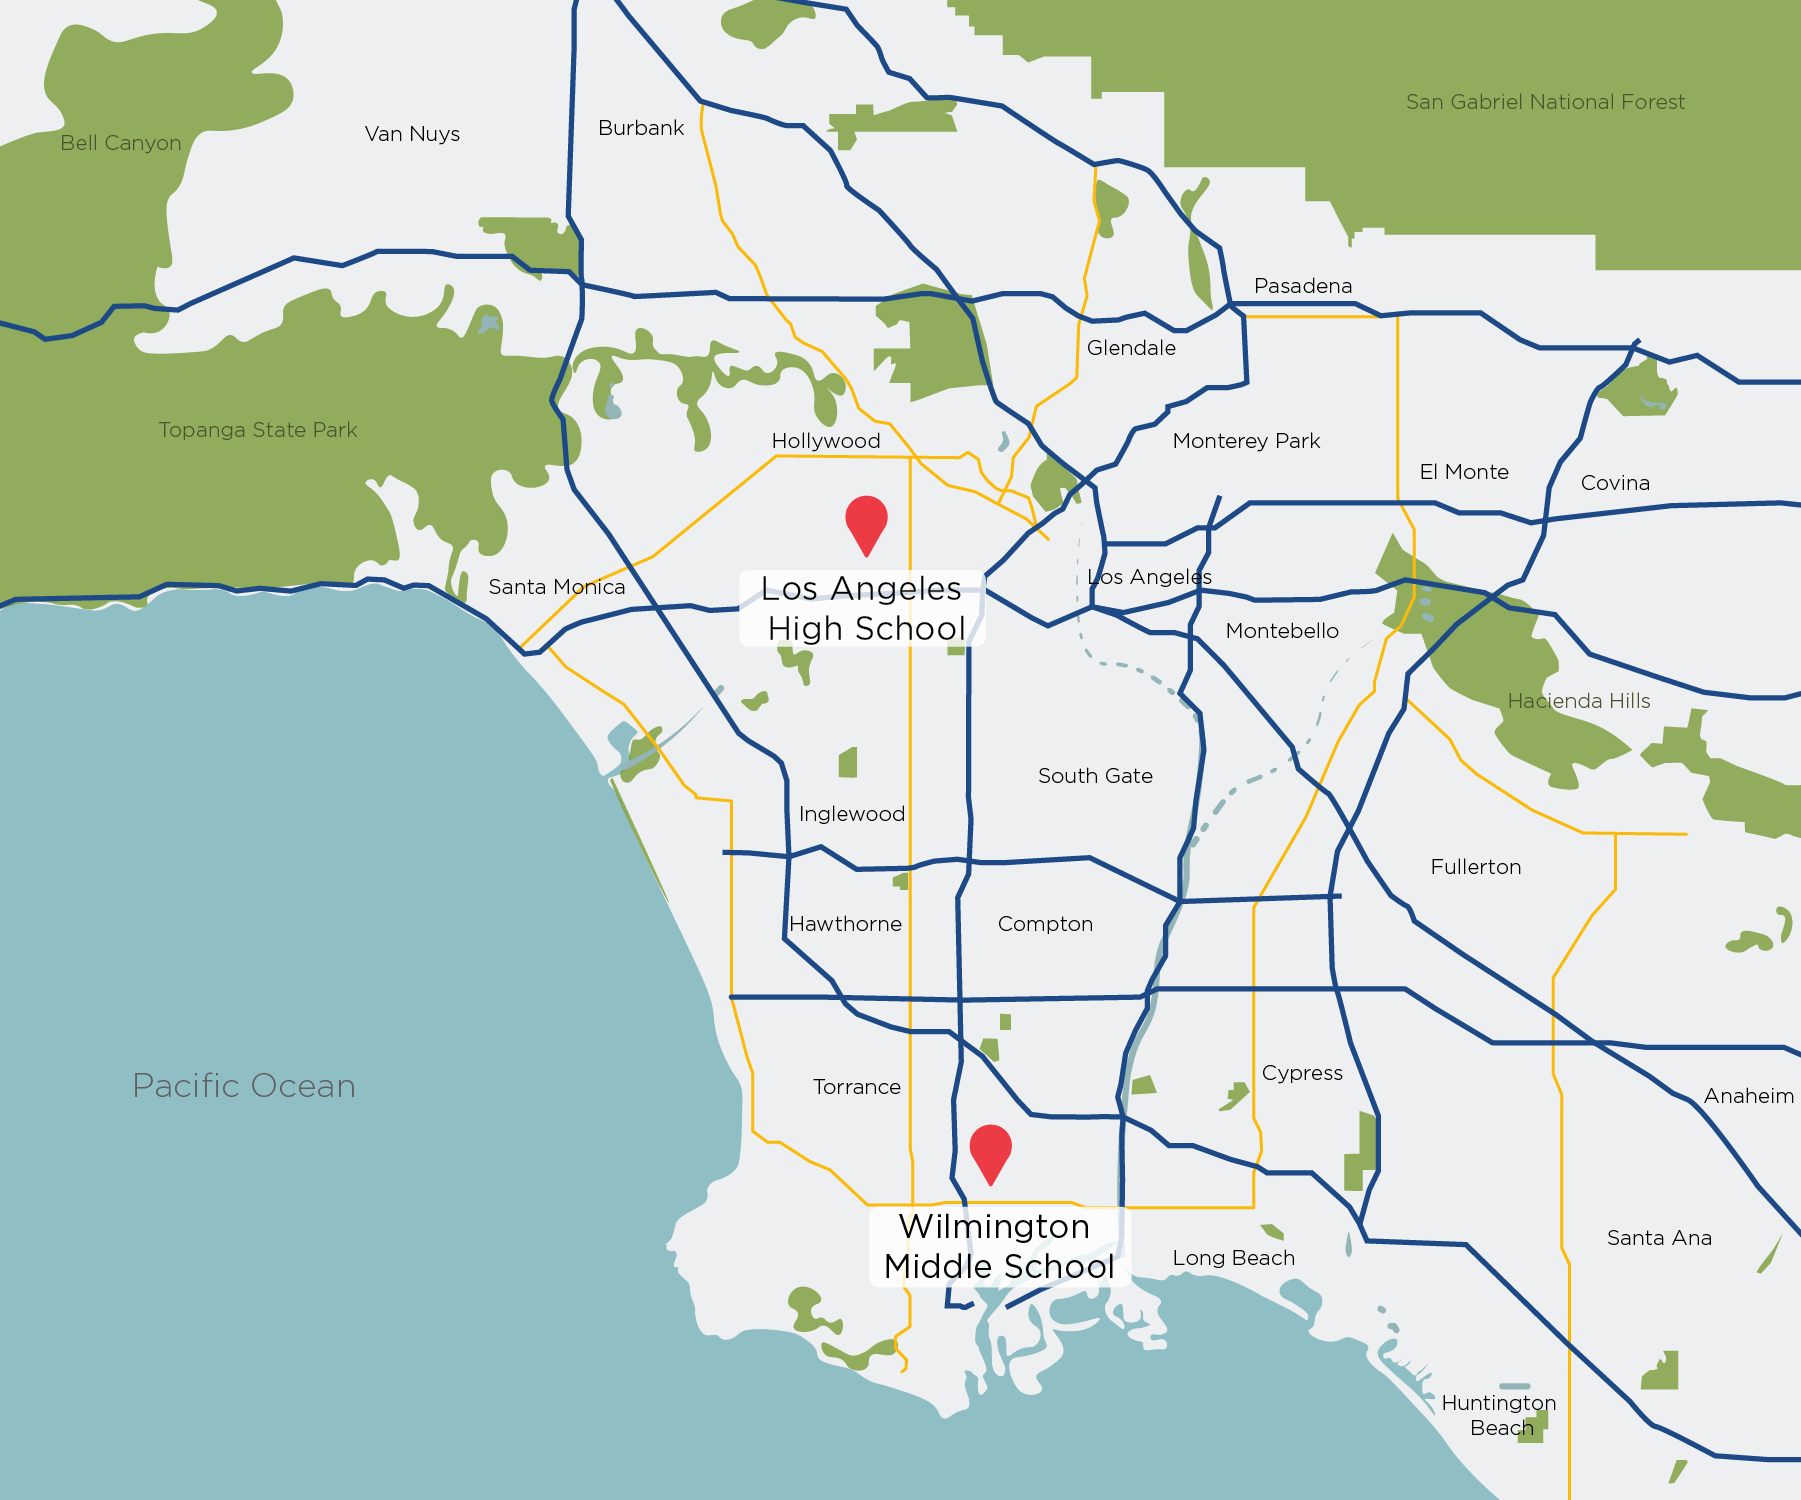 San Gabriel National Forest
Burbank
Van Nuys
Bell Canyon
Pasadena
Glendale
Topanga State Park
Hollywood
Monterey Park
El Monte
Covina
Santa Monica
Los Angeles
High School
Los Angeles
Montebello
Hacienda Hills
South Gate
Inglewood
Fullerton
Hawthorne
Compton
Pacific Ocean
Torrance
Cypress
Anaheim
Wilmington
Middle School
Long Beach
Santa Ana
Huntington
Beach